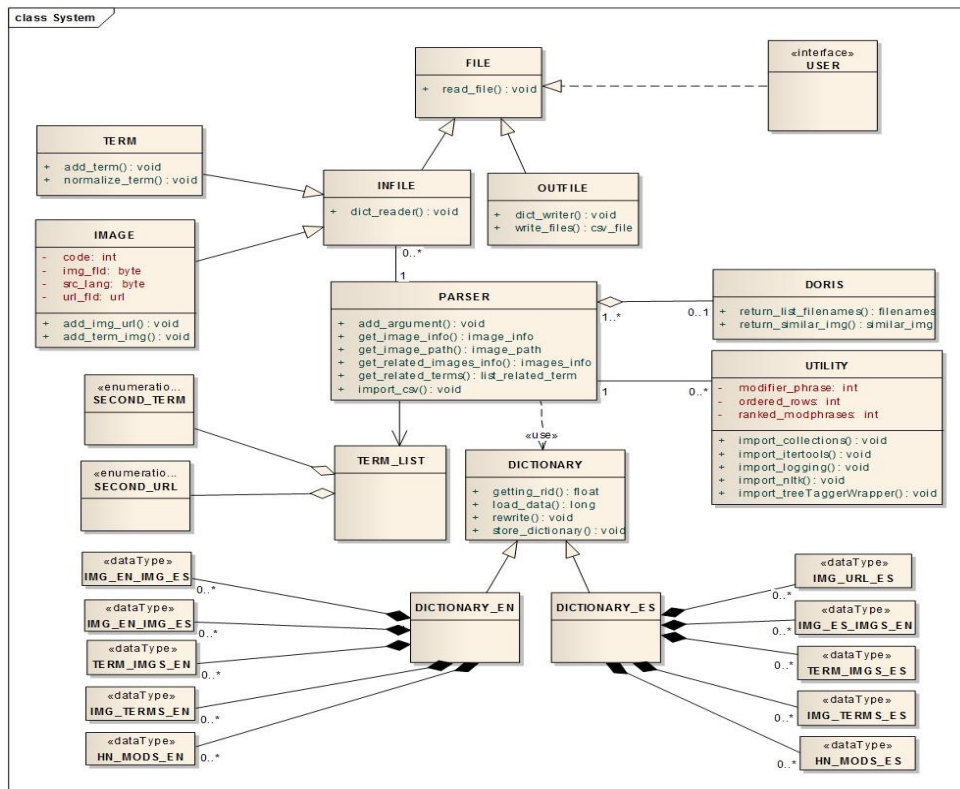 class System
FILE
+ read_file(): void
«interface»
USER
TERM
+ add_term(): void
+ normalize_term(): void
INFILE
+ dict_reader(): void
OUTFILE
+ dict_writer(): void
+ write_files(): csv_file
IMAGE
- code: int
- img_fld: byte
- src_lang: byte
- url_fld: url
+ add_img_url(): void
+ add_term_img(): void
0..*
1
PARSER
+ add_argument(): void
+ get_image_info(): image_info
+ get_image_path(): image_path
+ get_related_images_info(): images_info
+ get_related_terms(): list_related_term
+ import_csv(): void
1..*
0..1
DORIS
+ return_list_filenames(): filenames
+ return_similar_img(): similar_img
1
0..*
UTILITY
- modifier_phrase: int
- ordered_rows: int
- ranked_modphrases: int
+ import_collections(): void
+ import_itertools(): void
+ import_logging(): void
+ import_nltk(): void
+ import_treeTaggerWrapper(): void
«enumeratio...
SECOND_TERM
«enumeratio...
SECOND_URL
TERM_LIST
«use»
DICTIONARY
+ getting_rid(): float
+ load_data(): long
+ rewrite(): void
+ store_dictionary(): void
«dataType»
IMG_EN_IMG_ES
0..*
«dataType»
IMG_EN_IMG_ES
0..*
«dataType»
TERM_IMGS_EN
0..*
«dataType»
IMG_TERMS_EN
0..*
«dataType»
HN_MODS_EN
0..*
DICTIONARY_EN
DICTIONARY_ES
«dataType»
IMG_URL_ES
0..*
«dataType»
IMG_ES_IMGS_EN
0..*
«dataType»
TERM_IMGS_ES
0..*
«dataType»
IMG_TERMS_ES
0..*
«dataType»
HN_MODS_ES
0..*